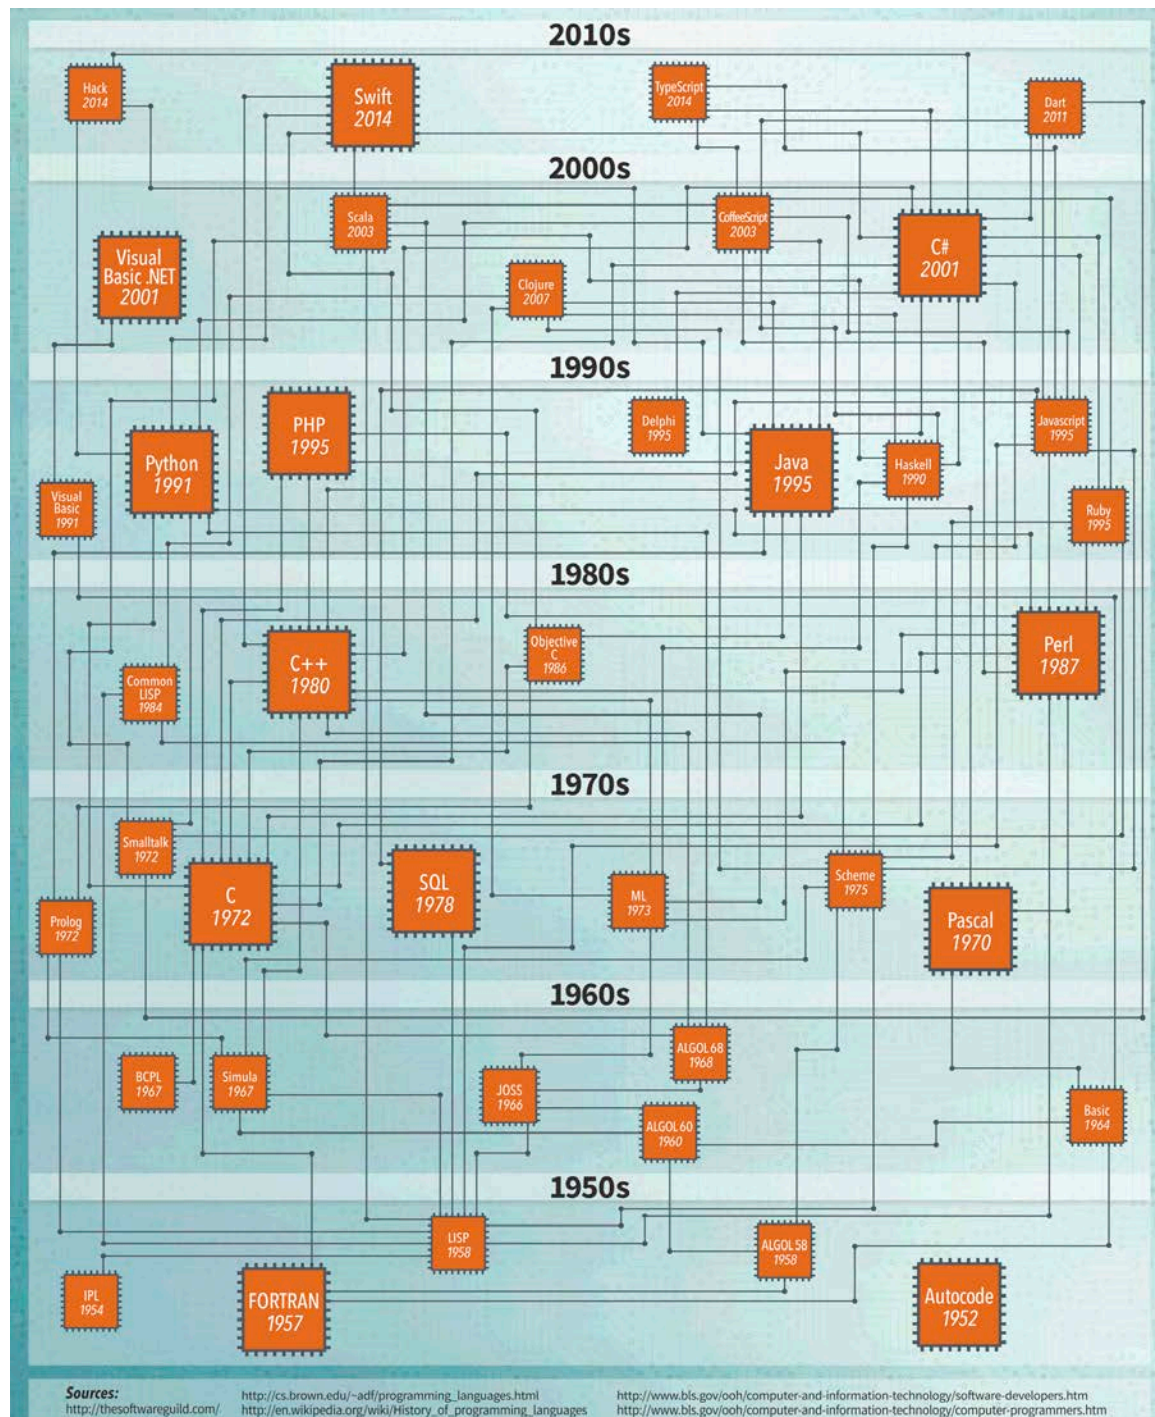 2010s
Hack
2014
Swift
2014
TypeScript
2014
Dart
2011
2000s
Scala
2003
CoffeeScript
2003
C#
2001
Visual
Basic .NET
2001
Clojure
2007
1990s
PHP
1995
Delphi
1995
Javascript
1995
Python
1991
Java
1995
Haskell
1990
Visual
Basic
1991
Ruby
1995
1980s
C++
1980
Objective
C
1986
Perl
1987
Common
LISP
1984
1970s
Smalltalk
1972
C
1972
SQL
1978
ML
1973
Scheme
1975
Prolog
1972
Pascal
1970
1960s
ALGOL 68
1968
BCPL
1967
Simula
1967
JOSS
1966
ALGOL 60
1960
Basic
1964
1950s
LISP
1958
ALGOL 58
1958
IPL
1954
FORTRAN
1957
Autocode
1952
Sources:
http://thesoftwareguild.com/
http://cs.brown.edu/~adf/programming_languages.html
http://en.wikipedia.org/wiki/History_of_programming_languages
http://www.bls.gov/ooh/computer-and-information-technology/software-developers.htm
http://www.bls.gov/ooh/computer-and-information-technology/computer-programmers.htm